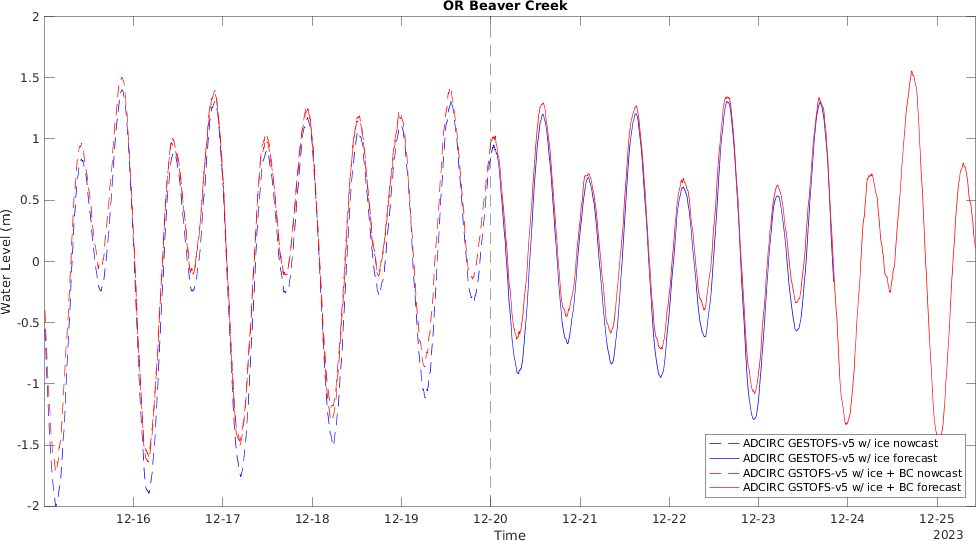 OR Beaver Creek
2
1.5
1
0.5
0
-0.5
-1
-1.5
-2
Water Level (m)
12-16 12-17 12-18 12-19 12-20 12-21 12-22 12-23 12-24 12-25
Time
2023
ADCIRC GESTOFS-v5 w/ ice nowcast
ADCIRC GESTOFS-v5 w/ ice forecast
ADCIRC GSTOFS-v5 w/ ice + BC nowcast
ADCIRC GSTOFS-v5 w/ ice + BC forecast